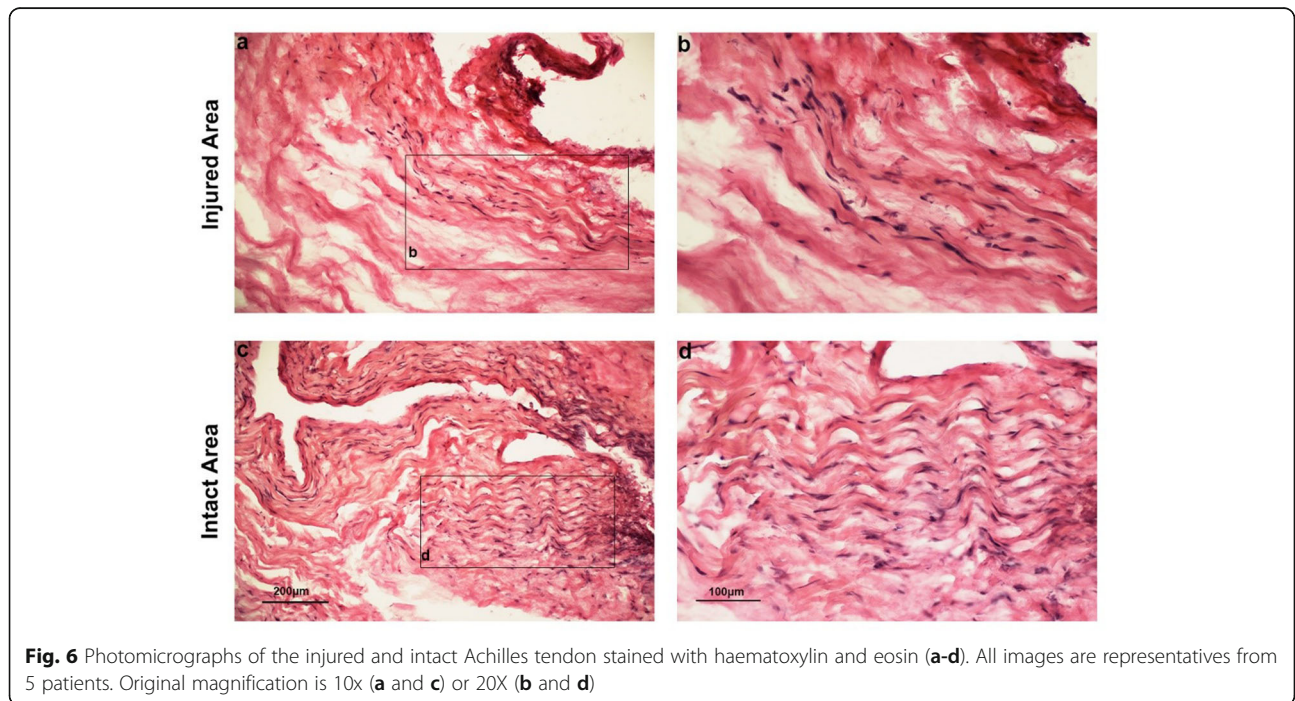 a
b
Injured Area
b
c
d
Intact Area
d
200µm
100µm
Fig. 6 Photomicrographs of the injured and intact Achilles tendon stained with haematoxylin and eosin (a-d). All images are representatives from
5 patients. Original magnification is 10x (a and c) or 20X (b and d)